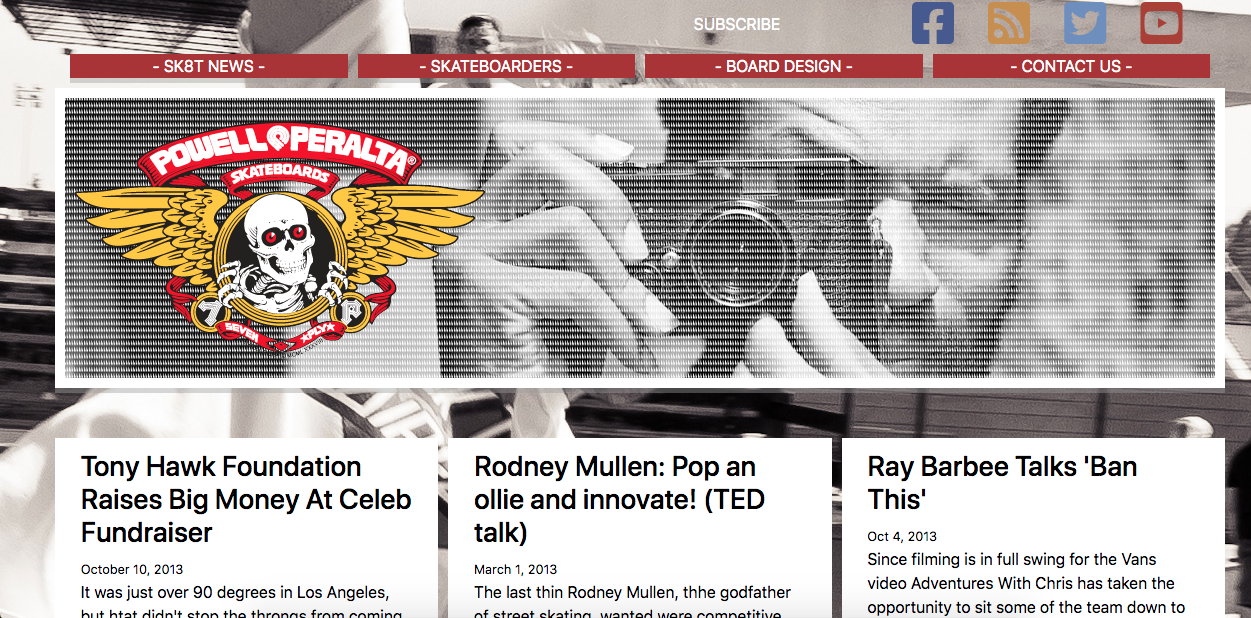 SUBSCRIBE
- SK8T NEWS - - SKATEBOARDERS - - BOARD DESIGN - - CONTACT US -
POWELL PERALTA®
SKATEBOARDS
7 P
SEVEN PLY
Tony Hawk Foundation
Raises Big Money At Celeb
Fundraiser
October 10, 2013
It was just over 90 degrees in Los Angeles,
but htat didn't stop the throngs from coming
Rodney Mullen: Pop an
ollie and innovate! (TED
talk)
March 1, 2013
The last thin Rodney Mullen, thhe godfather
of street skating, wanted were competitive
Ray Barbee Talks 'Ban
This'
Oct 4, 2013
Since filming is in full swing for the Vans
video Adventures With Chris has taken the
opportunity to sit some of the team down to